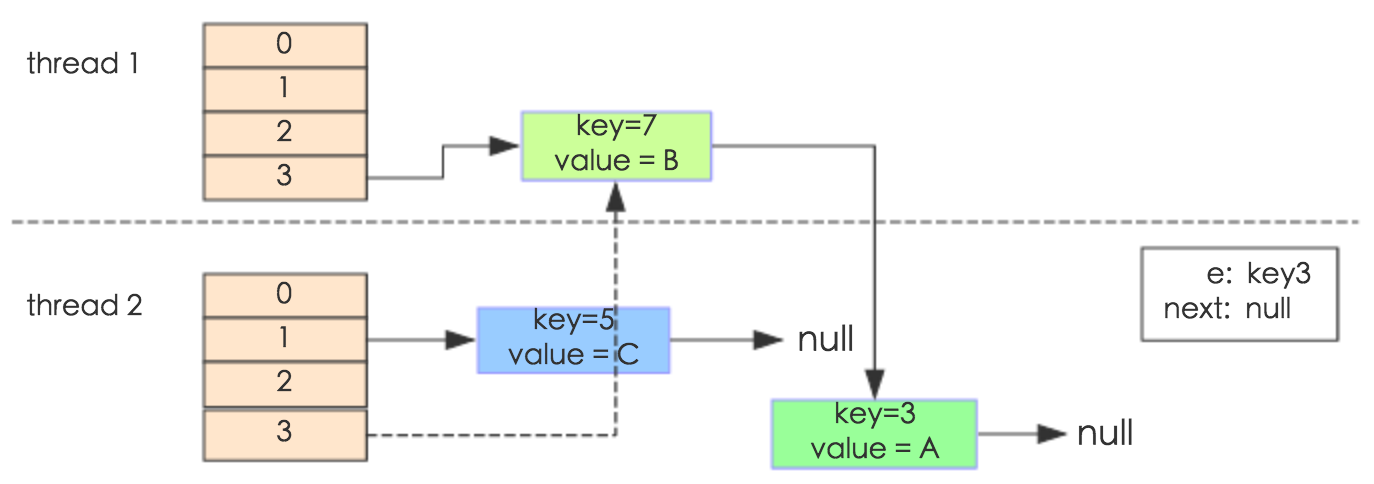 thread 1
0
1
2
3
key=7
value = B
thread 2
0
1
2
3
key=5
value = C
null
key=3
value = A
null
e: key3
next: null